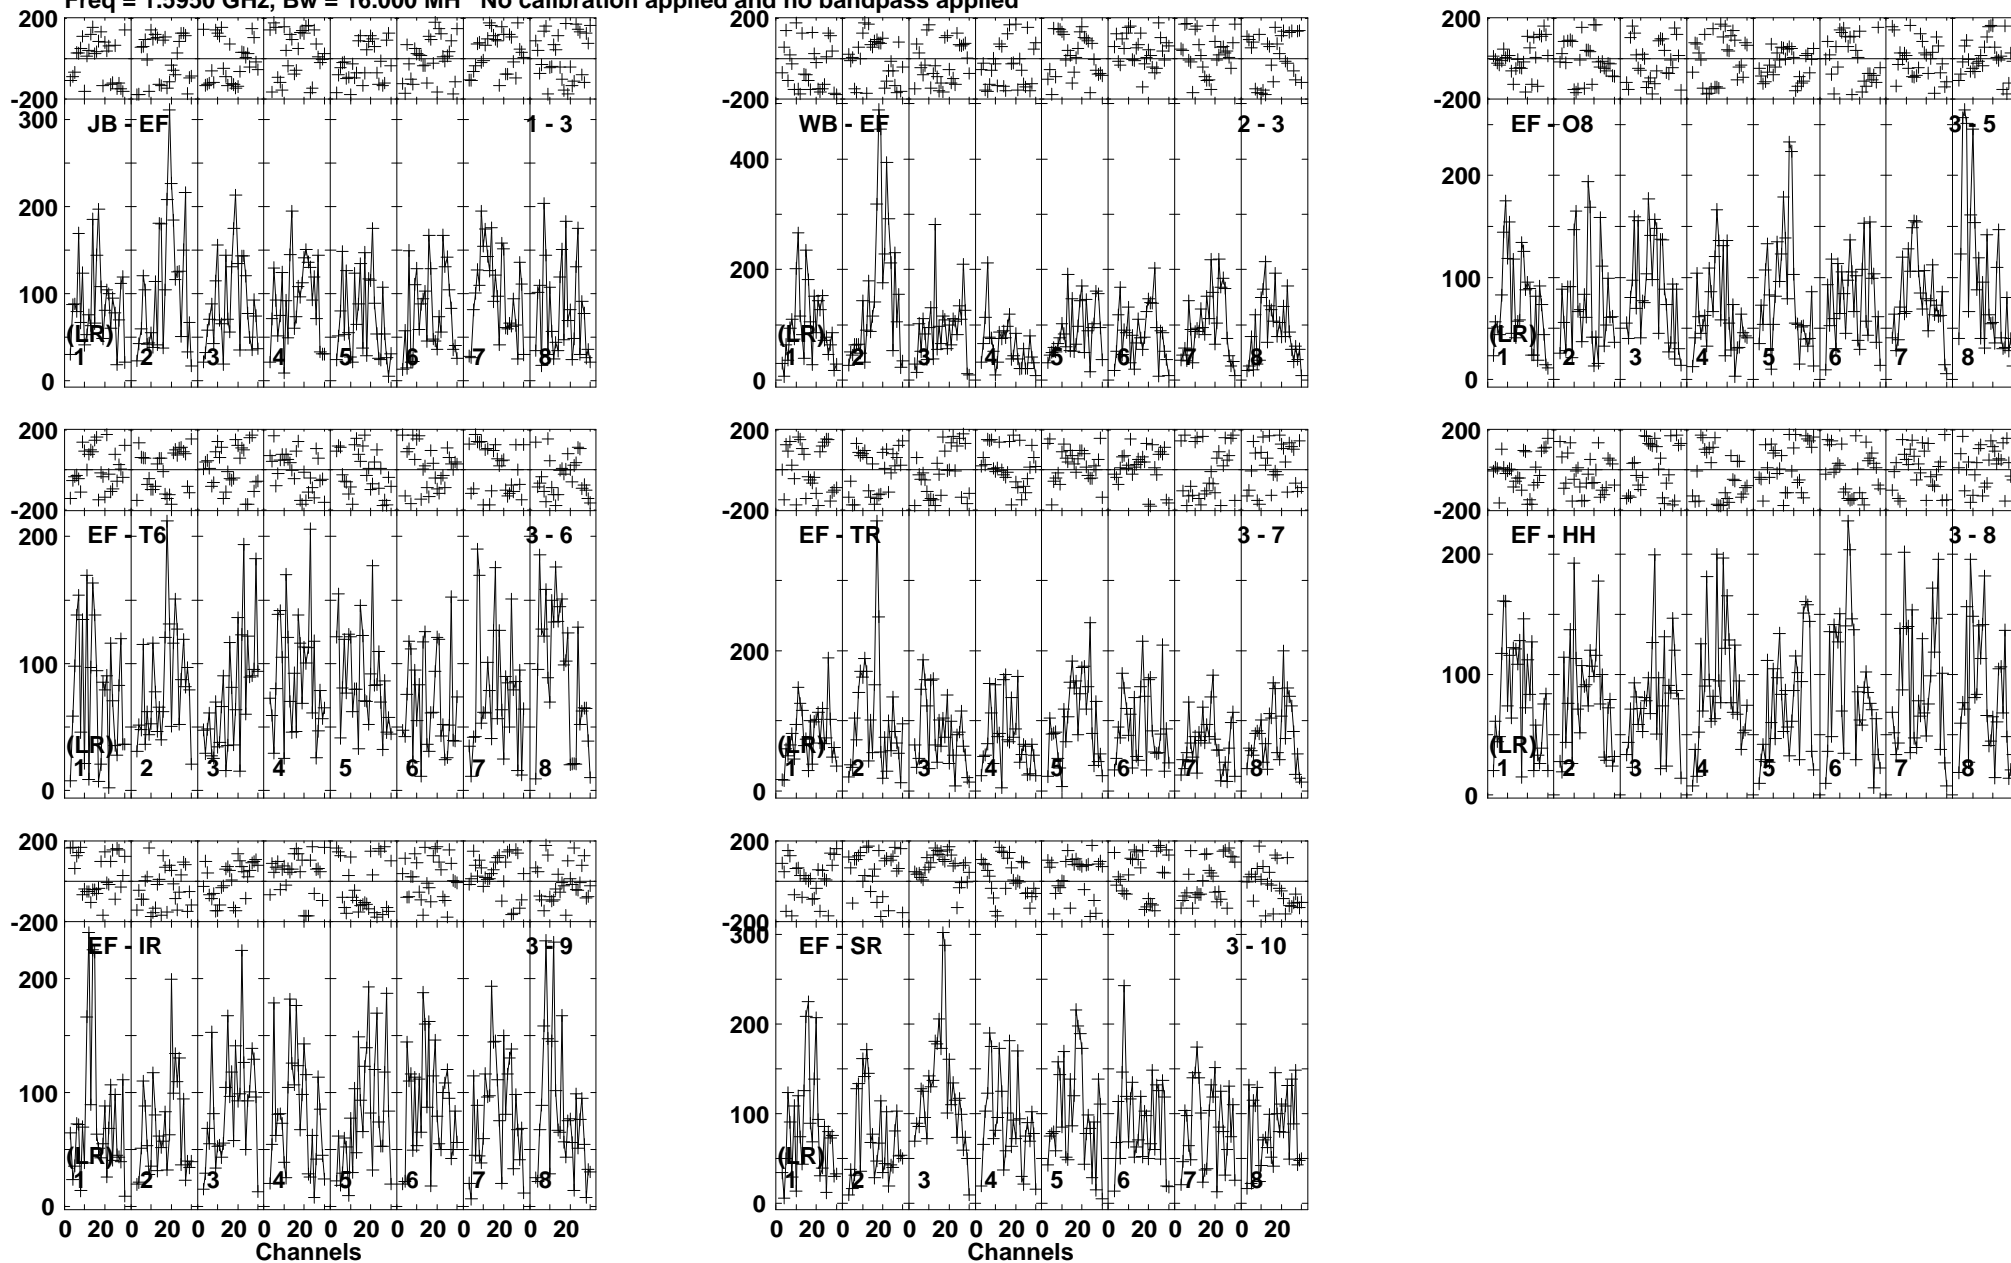 Freq = 1.5950 GHz, Bw = 16.000 MH No calibration applied and no bandpass applied
200 200 200
-200 -200 -200
JB - EF 1 - 3 WB - EF 2 - 3 EF - O8 3 - 5
300
400
200 200
200
100 100
(LR) (LR) (LR)
1 2 3 4 5 6 7 8 1 2 3 4 5 6 7 8 1 2 3 4 5 6 7 8
0 0 0
200 200 200
-200 -200 -200
EF - T6 3 - 6 EF - TR 3 - 7 EF - HH 3 - 8
200 200
200
100 100
(LR) (LR) (LR)
1 2 3 4 5 6 7 8 1 2 3 4 5 6 7 8 1 2 3 4 5 6 7 8
0 0 0
200 200
-200 -200
300
EF - IR 3 - 9 EF - SR 3 - 10
200
200
100 100
(LR) (LR)
1 2 3 4 5 6 7 8 1 2 3 4 5 6 7 8
0 0
0 20 0 20 0 20 0 20 0 20 0 20 0 20 0 20 0 20 0 20 0 20 0 20 0 20 0 20 0 20 0 20
Channels Channels